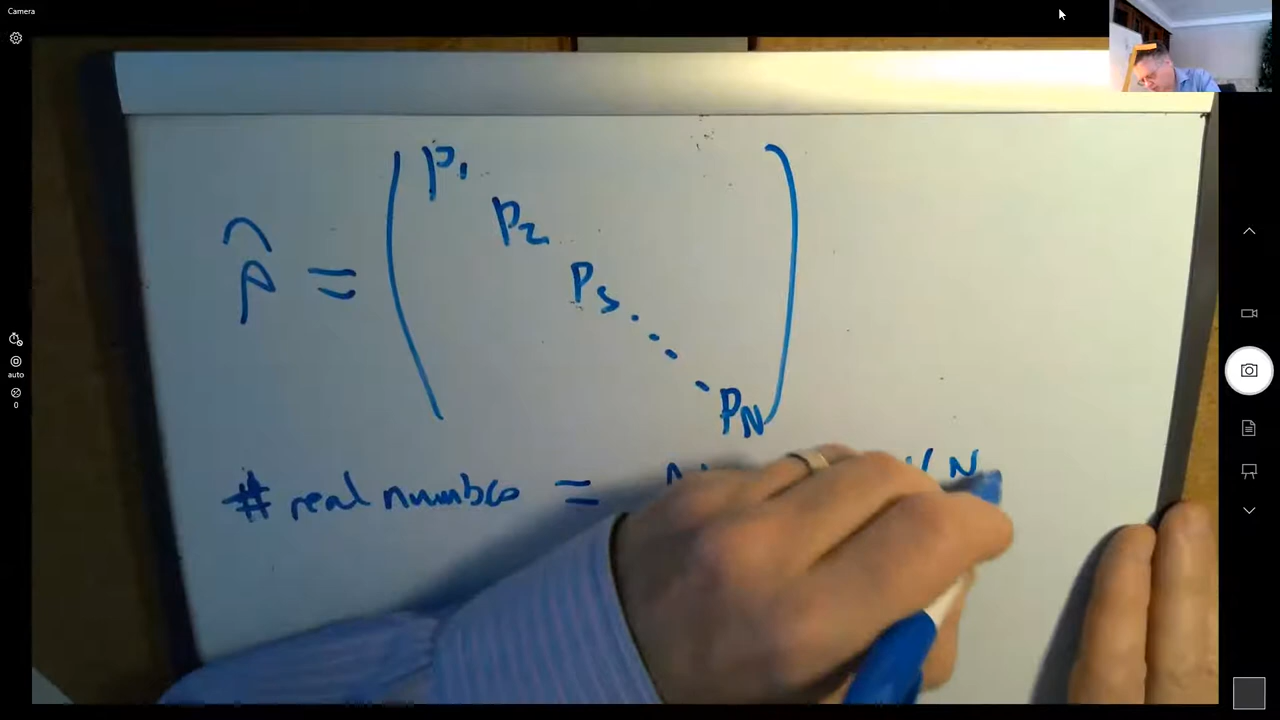 Camera
auto
0
p₁
p₂
ρ̂ =
p₃
pN
# real numbers =
N